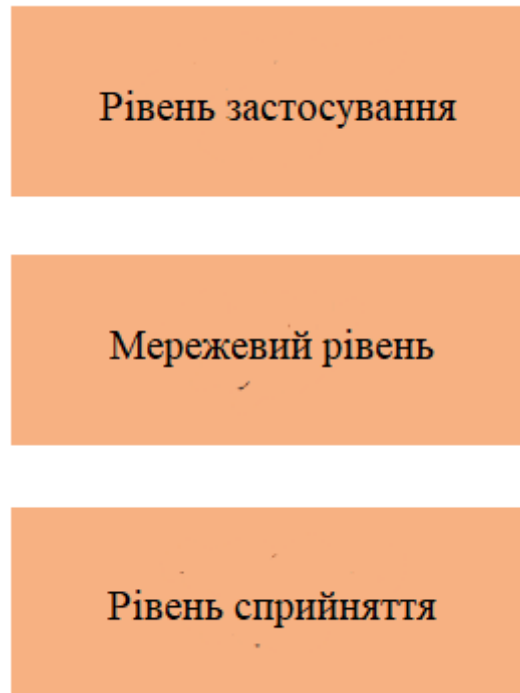 Рівень застосування
Мережевий рівень
Рівень сприйняття